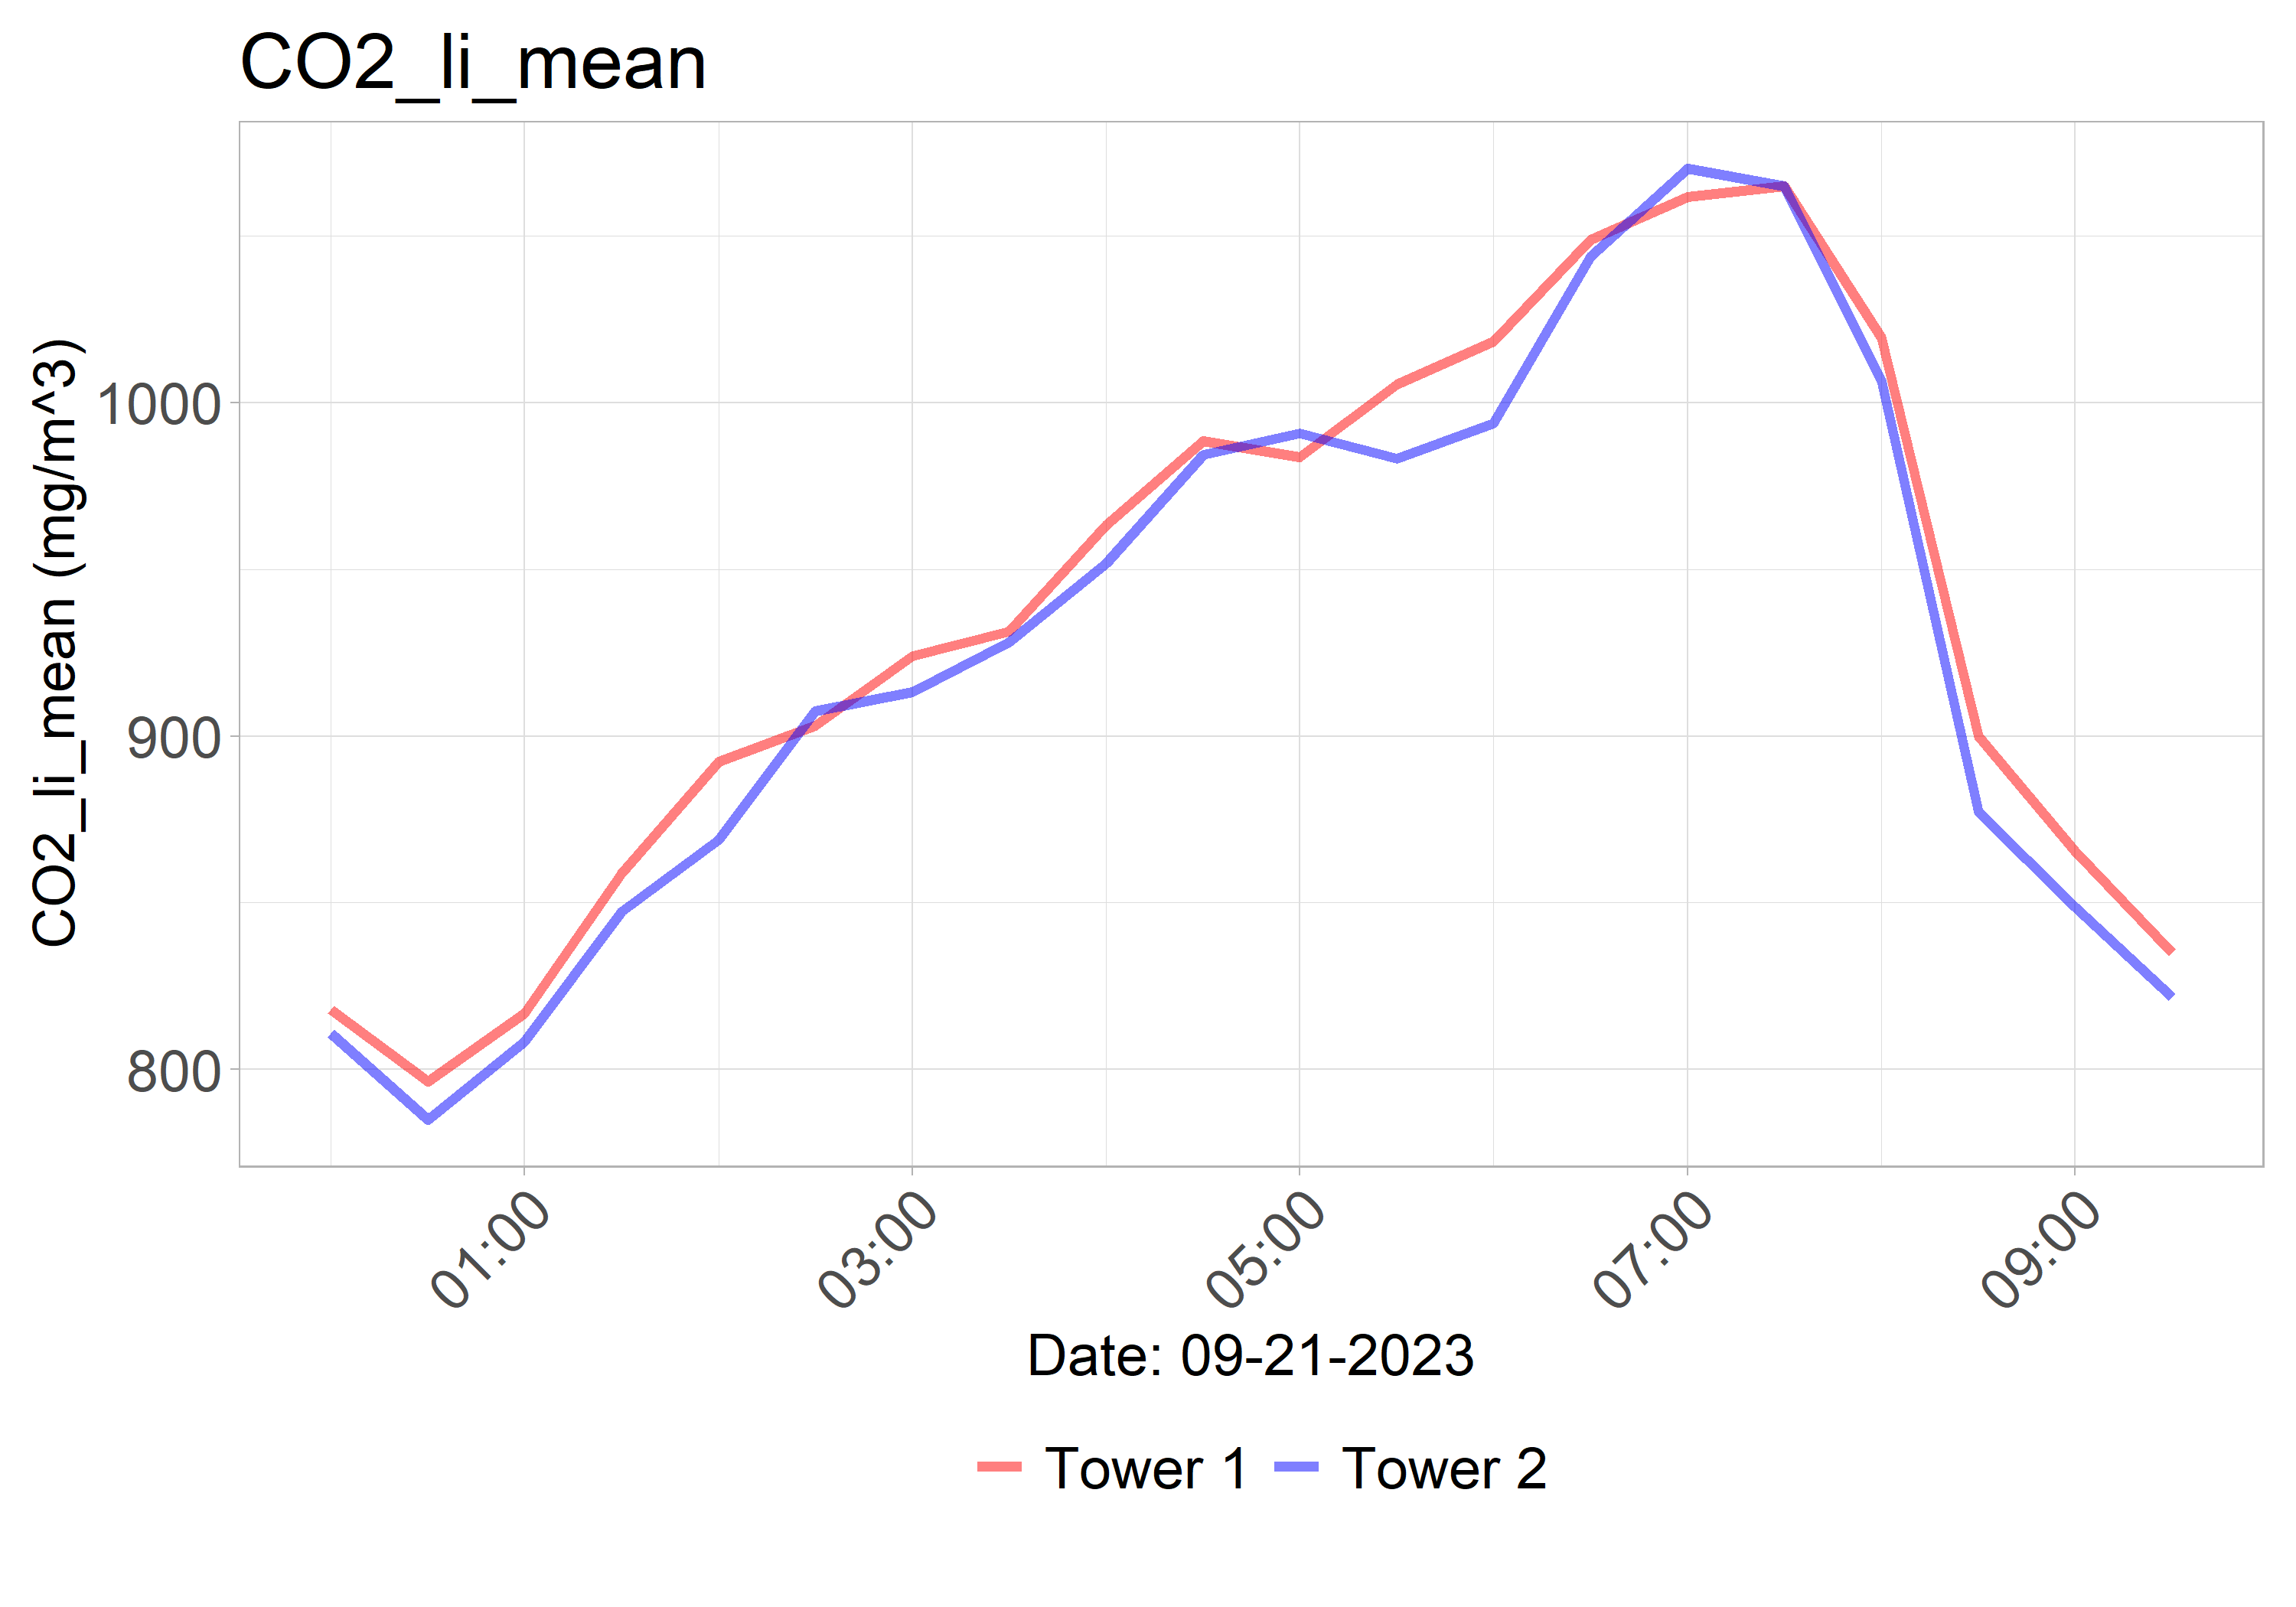 CO2_li_mean
CO2_li_mean (mg/m^3)
1000
900
800
01:00 03:00 05:00 07:00 09:00
Date: 09-21-2023
Tower 1 Tower 2